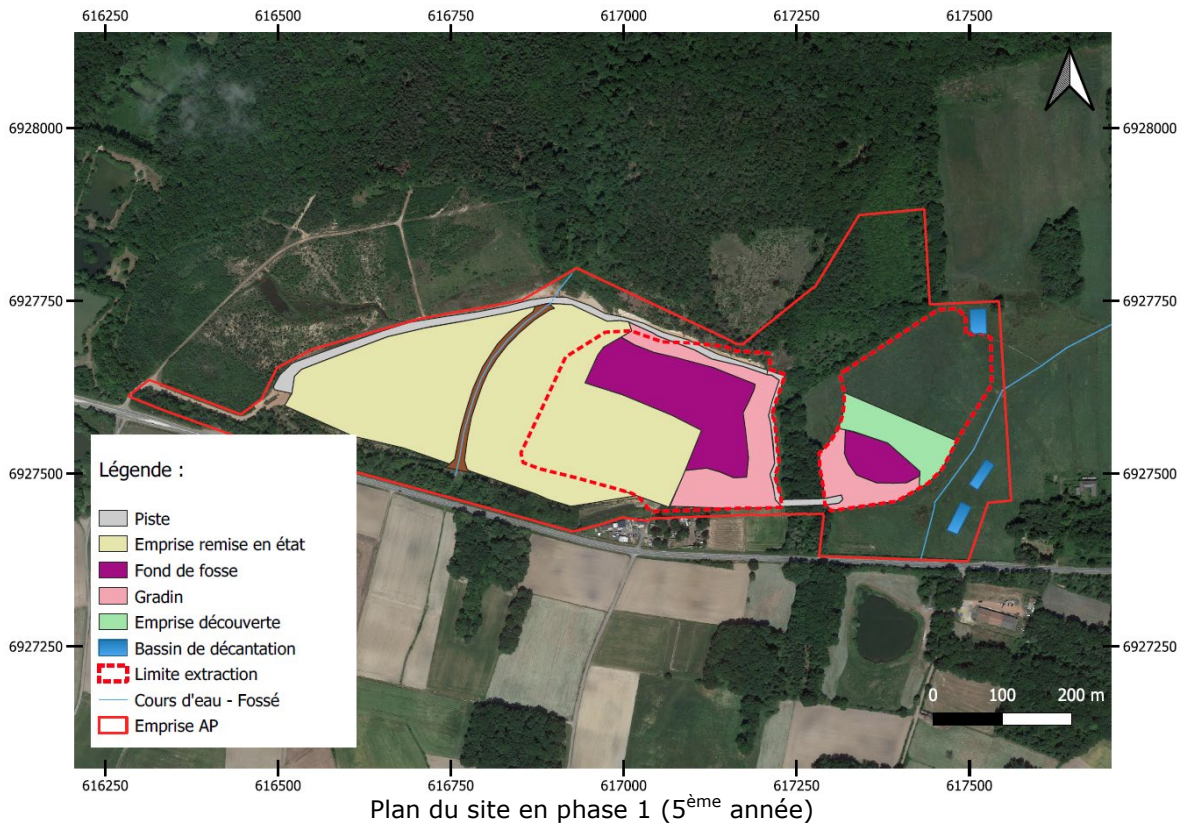 616250 616500 616750 617000 617250 617500
6928000 6928000
6927750 6927750
6927500 6927500
Légende :
Piste
Emprise remise en état
Fond de fosse
Gradin
Emprise découverte
Bassin de décantation
6927250 6927250
Limite extraction
Cours d'eau - Fossé
0 100 200 m
Emprise AP
616250 616500 616750 617000 617250 617500
Plan du site en phase 1 (5ème année)